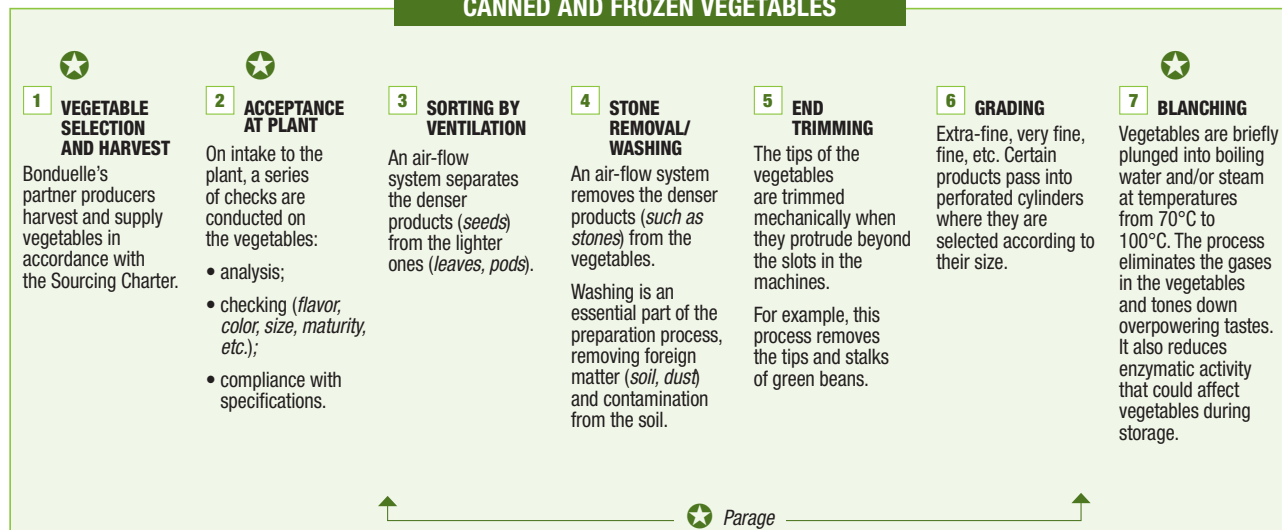 CANNED AND FROZEN VEGETABLES
1 VEGETABLE
SELECTION
AND HARVEST
Bonduelle’s
partner producers
harvest and supply
vegetables in
accordance with
the Sourcing Charter.
2 ACCEPTANCE
AT PLANT
On intake to the
plant, a series
of checks are
conducted on
the vegetables:
• analysis;
• checking (flavor,
color, size, maturity,
etc.);
• compliance with
specifications.
3 SORTING BY
VENTILATION
An air-flow
system separates
the denser
products (seeds)
from the lighter
ones (leaves, pods).
4 STONE
REMOVAL/
WASHING
An air-flow system
removes the denser
products (such as
stones) from the
vegetables.
Washing is an
essential part of the
preparation process,
removing foreign
matter (soil, dust)
and contamination
from the soil.
5 END
TRIMMING
The tips of the
vegetables
are trimmed
mechanically when
they protrude beyond
the slots in the
machines.
For example, this
process removes
the tips and stalks
of green beans.
6 GRADING
Extra-fine, very fine,
fine, etc. Certain
products pass into
perforated cylinders
where they are
selected according to
their size.
7 BLANCHING
Vegetables are briefly
plunged into boiling
water and/or steam
at temperatures
from 70°C to
100°C. The process
eliminates the gases
in the vegetables
and tones down
overpowering tastes.
It also reduces
enzymatic activity
that could affect
vegetables during
storage.
Parage